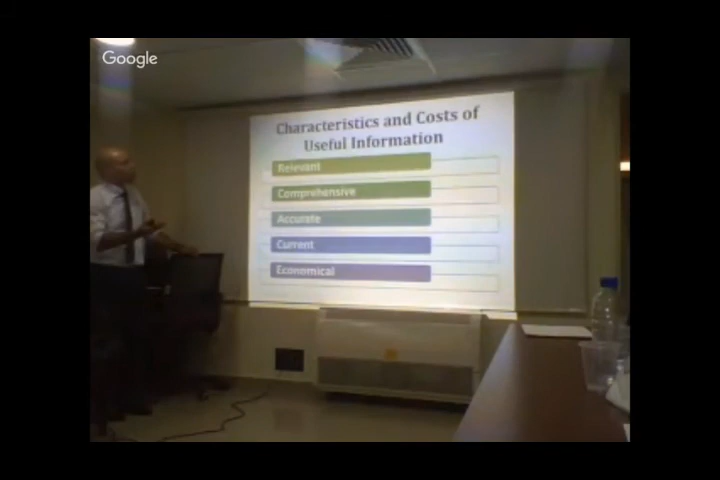 Google
Characteristics and Costs of
Useful Information
Relevant
Comprehensive
Accurate
Current
Economical